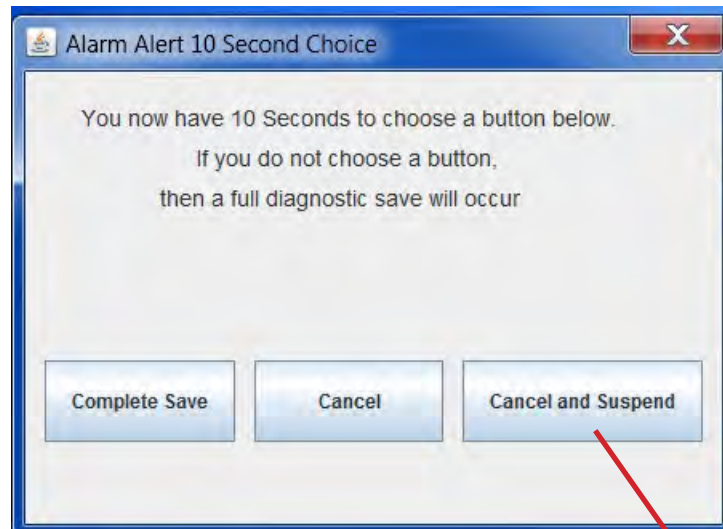 Alarm Alert 10 Second Choice
X
You now have 10 Seconds to choose a button below.
If you do not choose a button,
then a full diagnostic save will occur
Complete Save
Cancel
Cancel and Suspend